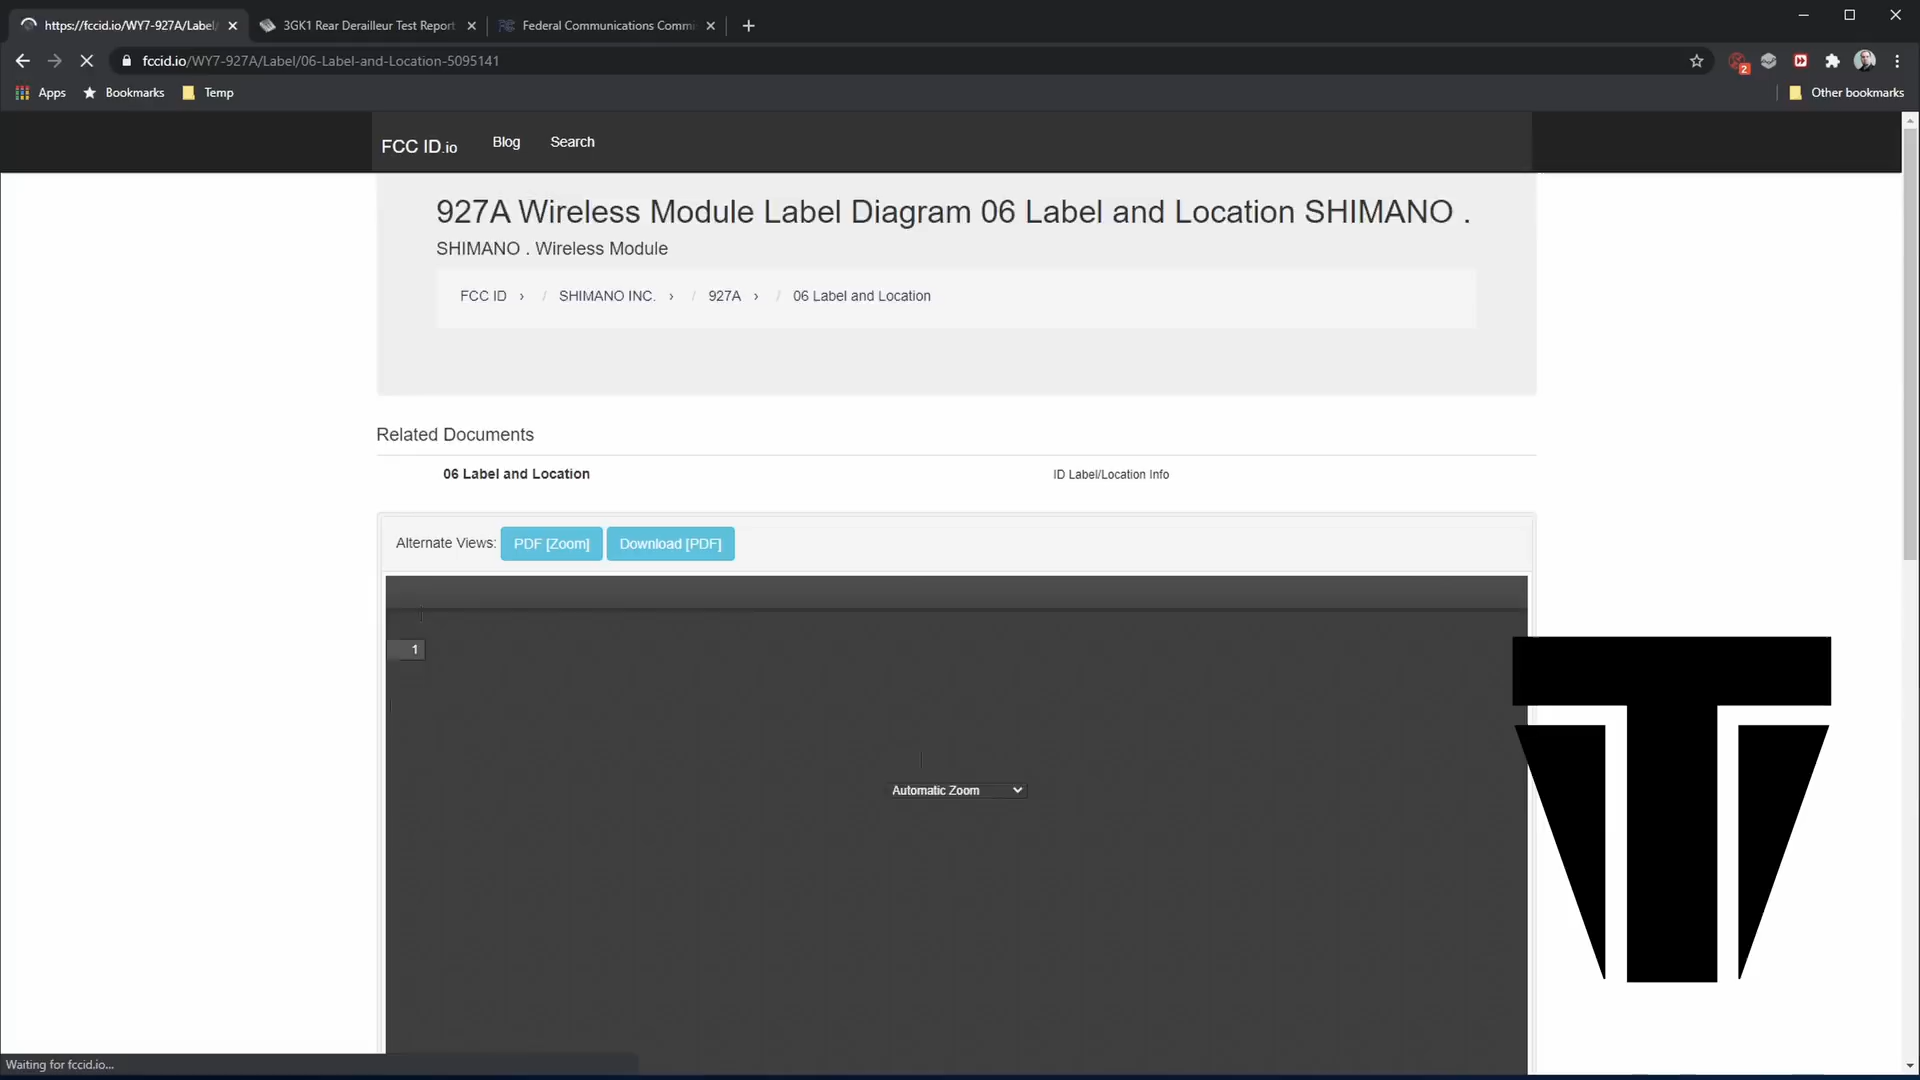 https://fccid.io/WY7-927A/Label/
3GK1 Rear Derailleur Test Report
Federal Communications Commi
fccid.io/WY7-927A/Label/06-Label-and-Location-5095141
2
Apps
Bookmarks
Temp
Other bookmarks
FCC ID.io
Blog
Search
927A Wireless Module Label Diagram 06 Label and Location SHIMANO .
SHIMANO . Wireless Module
FCC ID › / SHIMANO INC. › / 927A › / 06 Label and Location
Related Documents
06 Label and Location
ID Label/Location Info
Alternate Views: PDF [Zoom] Download [PDF]
1
Automatic Zoom
Waiting for fccid.io...